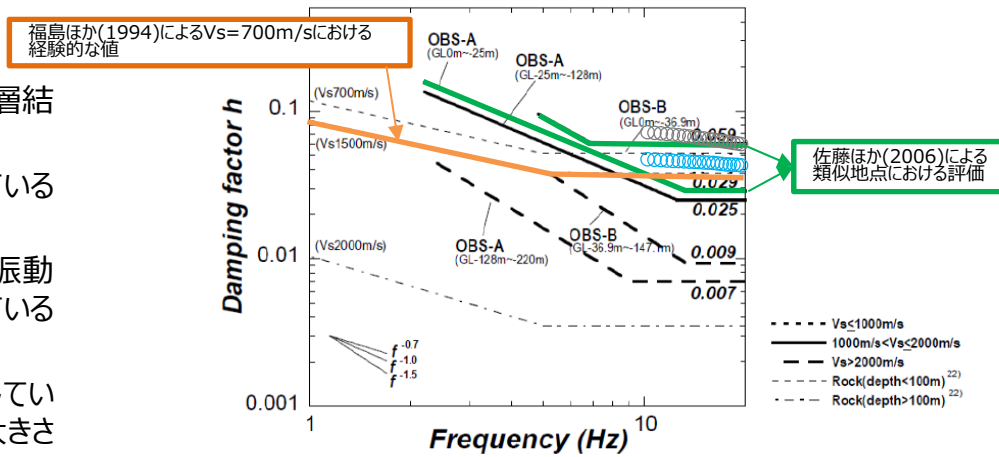 福島ほか(1994)によるVs=700m/sにおける
経験的な値
層結
ている
振動
ている
てい
大きさ
OBS-A
(GL0m~-25m)
OBS-A
(GL-25m~-128m)
OBS-B
(GL0m~-36.9m)
(Vs700m/s)
(Vs1500m/s)
(Vs2000m/s)
0.059
0.029
0.025
0.009
0.007
OBS-A
(GL-128m~-220m)
OBS-B
(GL-36.9m~-147.1m)
佐藤ほか(2006)による
類似地点における評価
Damping factor h
0.1
0.01
0.001
f -0.7
f -1.0
f -1.5
1
10
Frequency (Hz)
Vs≤1000m/s
1000m/s<Vs≤2000m/s
Vs>2000m/s
Rock(depth<100m) 22)
Rock(depth>100m) 22)